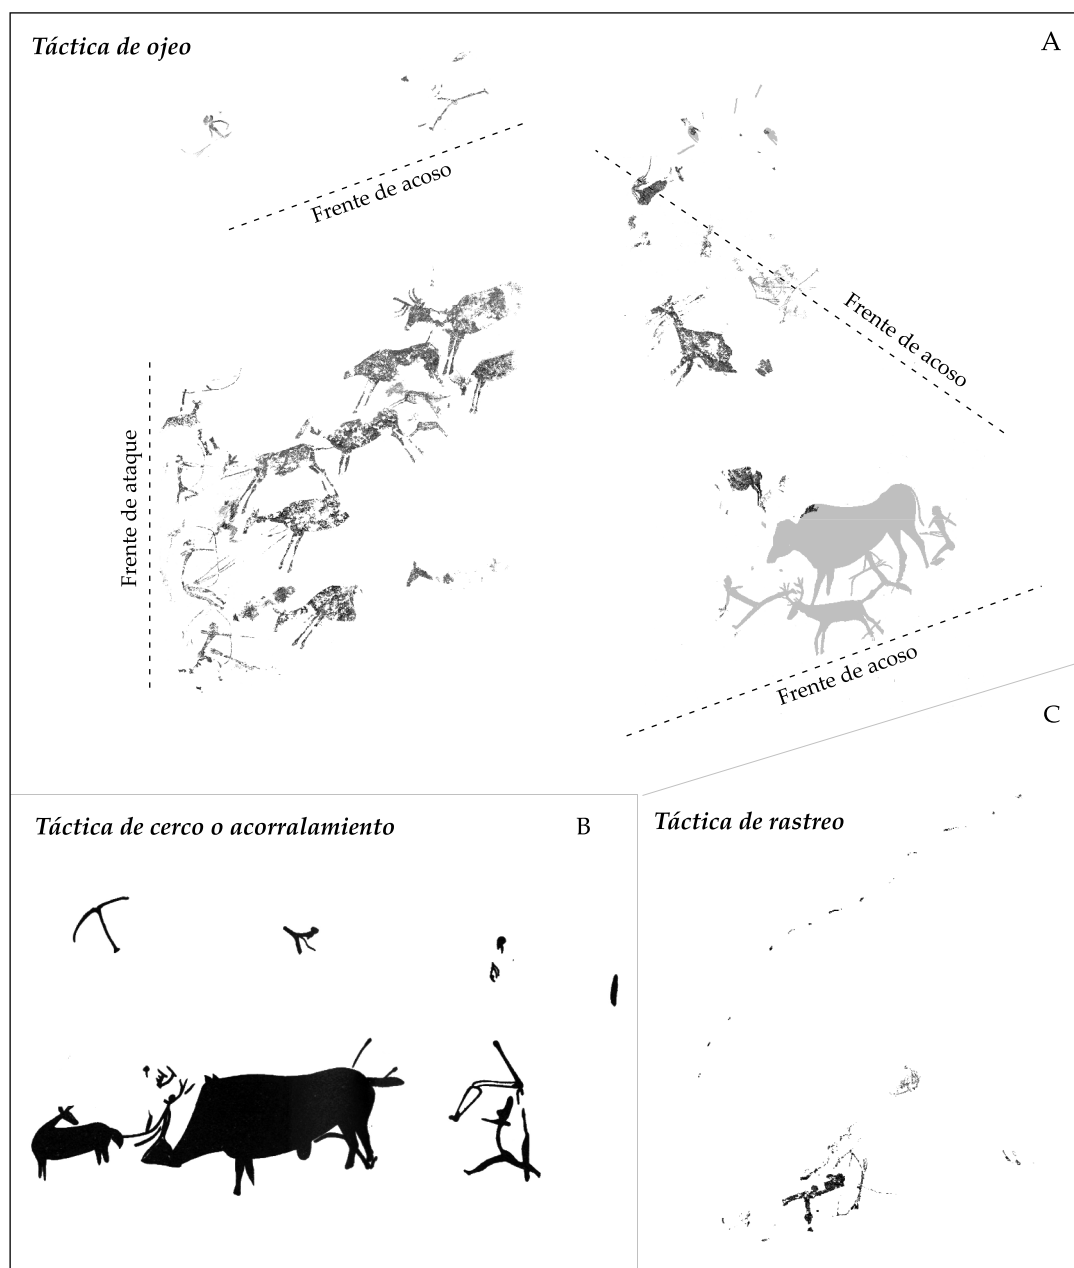 Táctica de ojeo
A
Frente de acoso
Frente de acoso
Frente de ataque
Frente de acoso
C
Táctica de cerco o acorralamiento
B
Táctica de rastreo